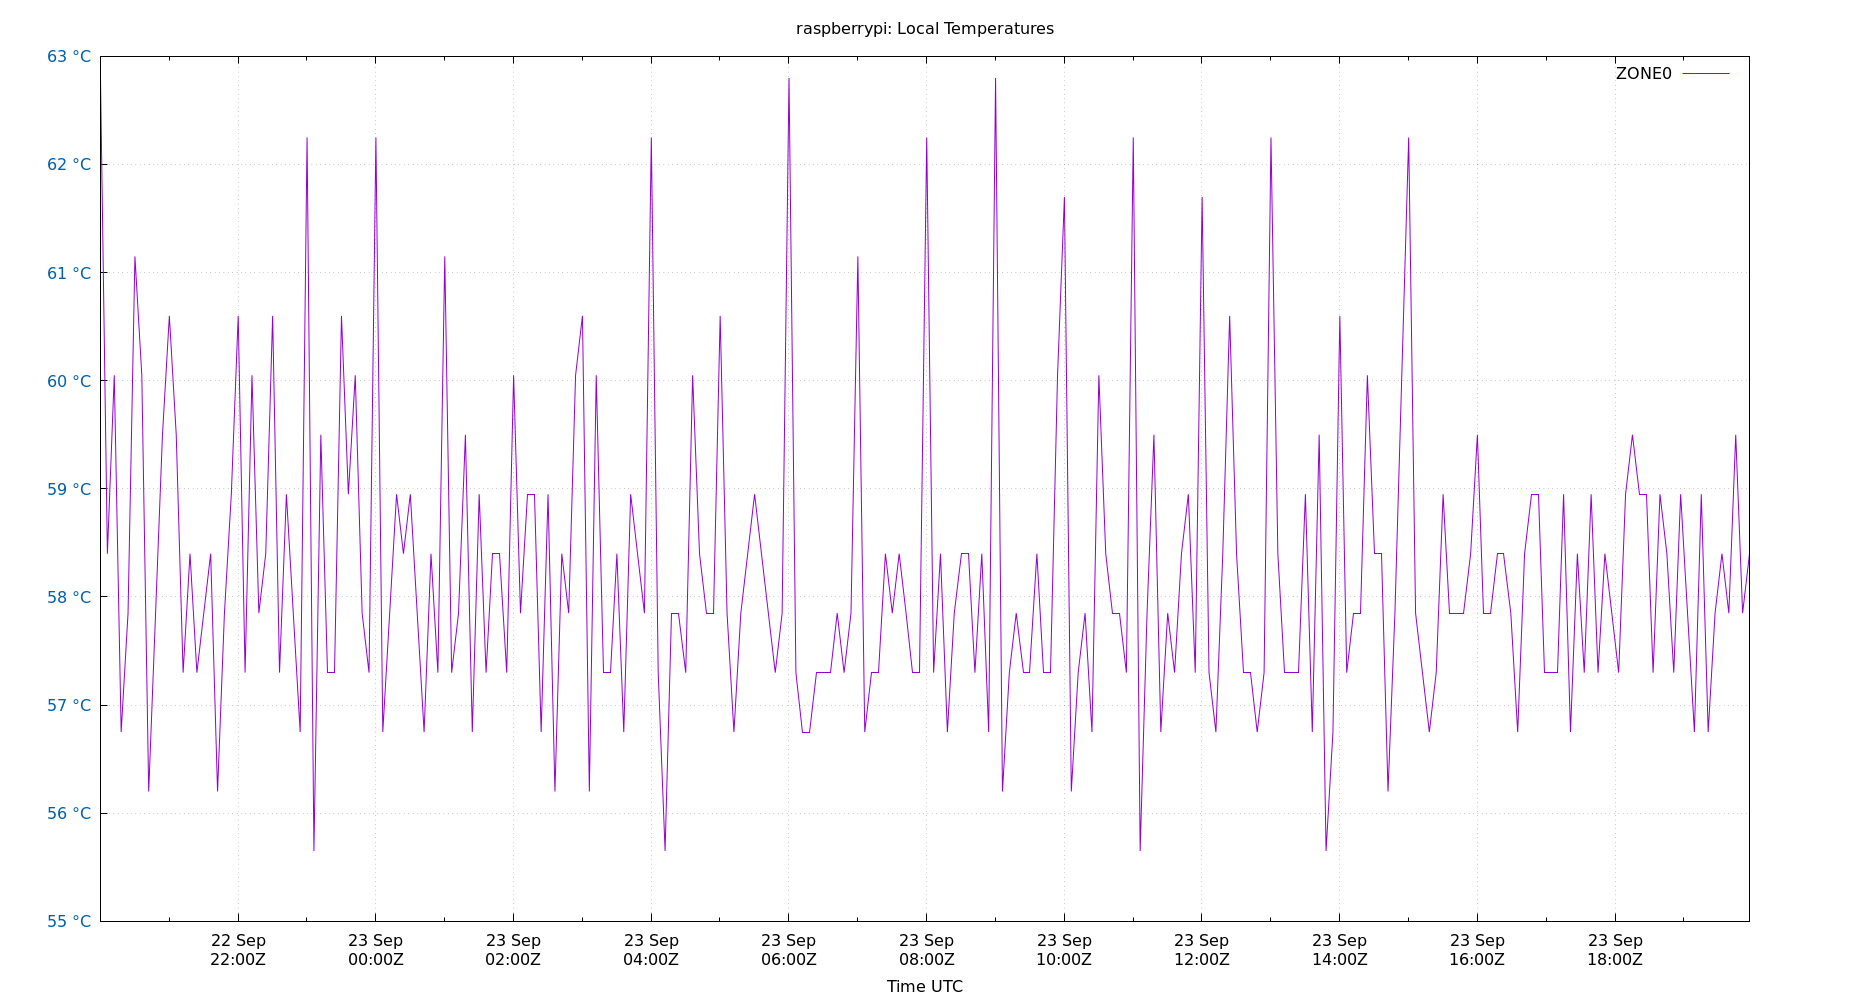 raspberrypi: Local Temperatures
63 °C
ZONE0
62 °C
61 °C
60 °C
59 °C
58 °C
57 °C
56 °C
55 °C
22 Sep 23 Sep 23 Sep 23 Sep 23 Sep 23 Sep 23 Sep 23 Sep 23 Sep 23 Sep 23 Sep
22:00Z 00:00Z 02:00Z 04:00Z 06:00Z 08:00Z 10:00Z 12:00Z 14:00Z 16:00Z 18:00Z
Time UTC